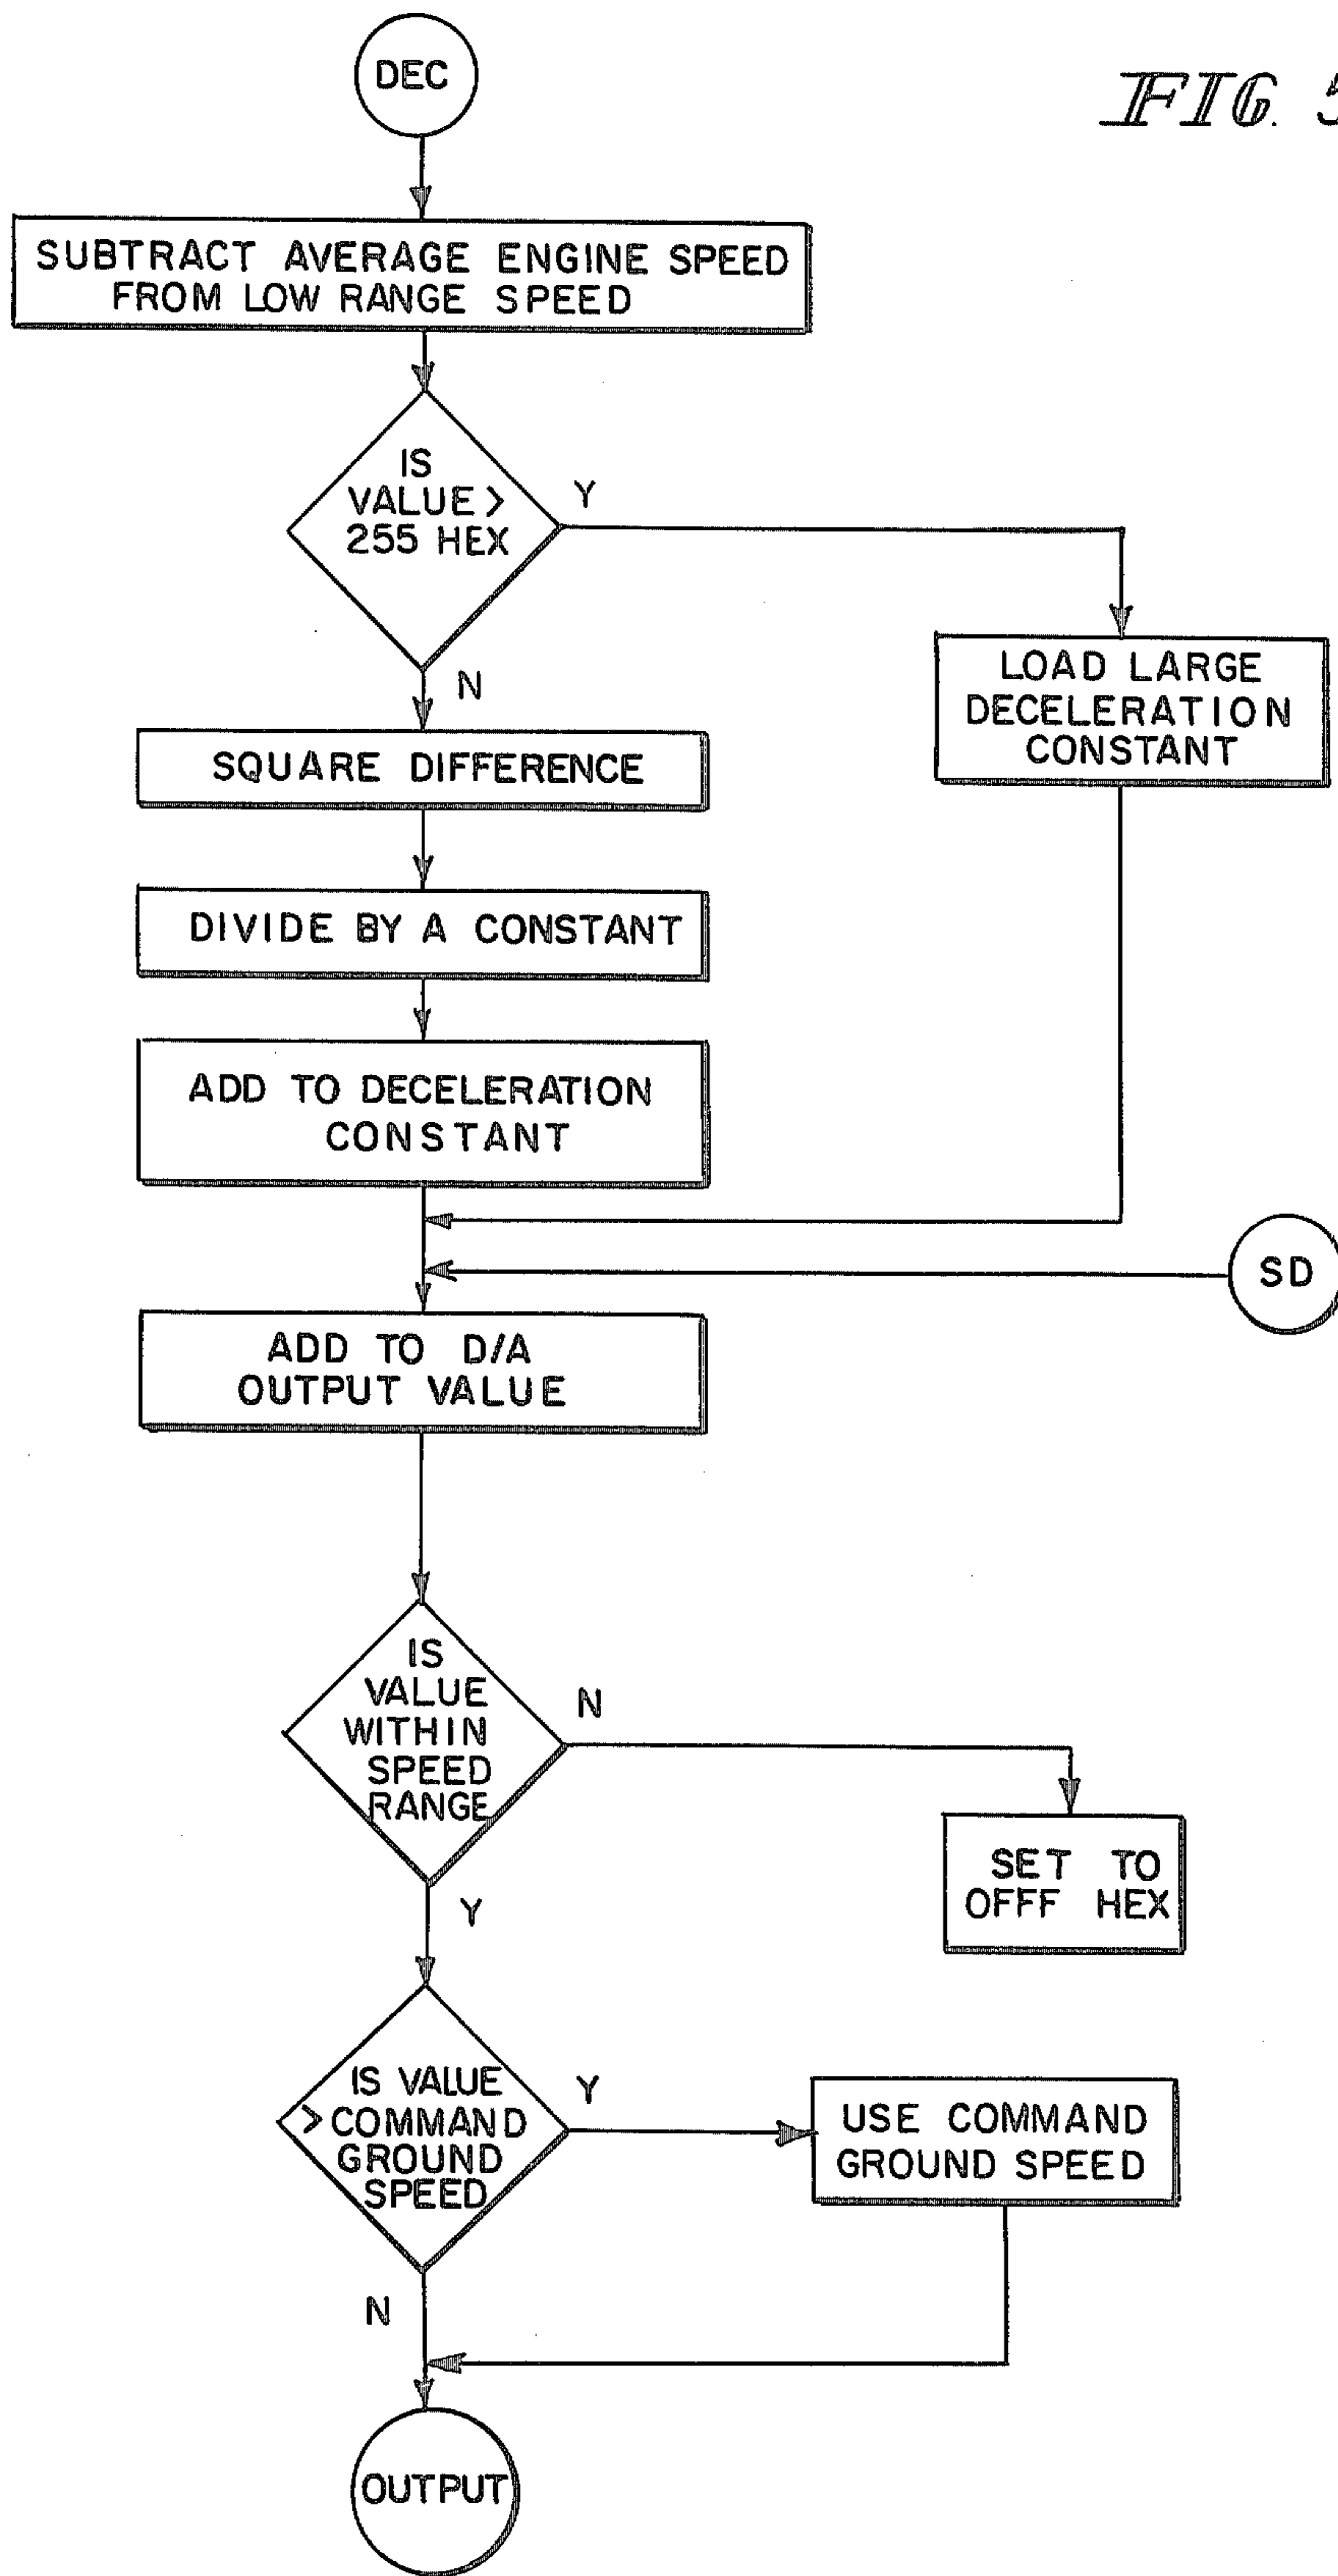 DEC
FIG. 5
SUBTRACT AVERAGE ENGINE SPEED
FROM LOW RANGE SPEED
IS
VALUE >
255 HEX
Y
N
LOAD LARGE
DECELERATION
CONSTANT
SQUARE DIFFERENCE
DIVIDE BY A CONSTANT
ADD TO DECELERATION
CONSTANT
SD
ADD TO D/A
OUTPUT VALUE
IS
VALUE
WITHIN
SPEED
RANGE
N
Y
SET TO
OFFF HEX
IS VALUE
> COMMAND
GROUND
SPEED
Y
N
USE COMMAND
GROUND SPEED
OUTPUT